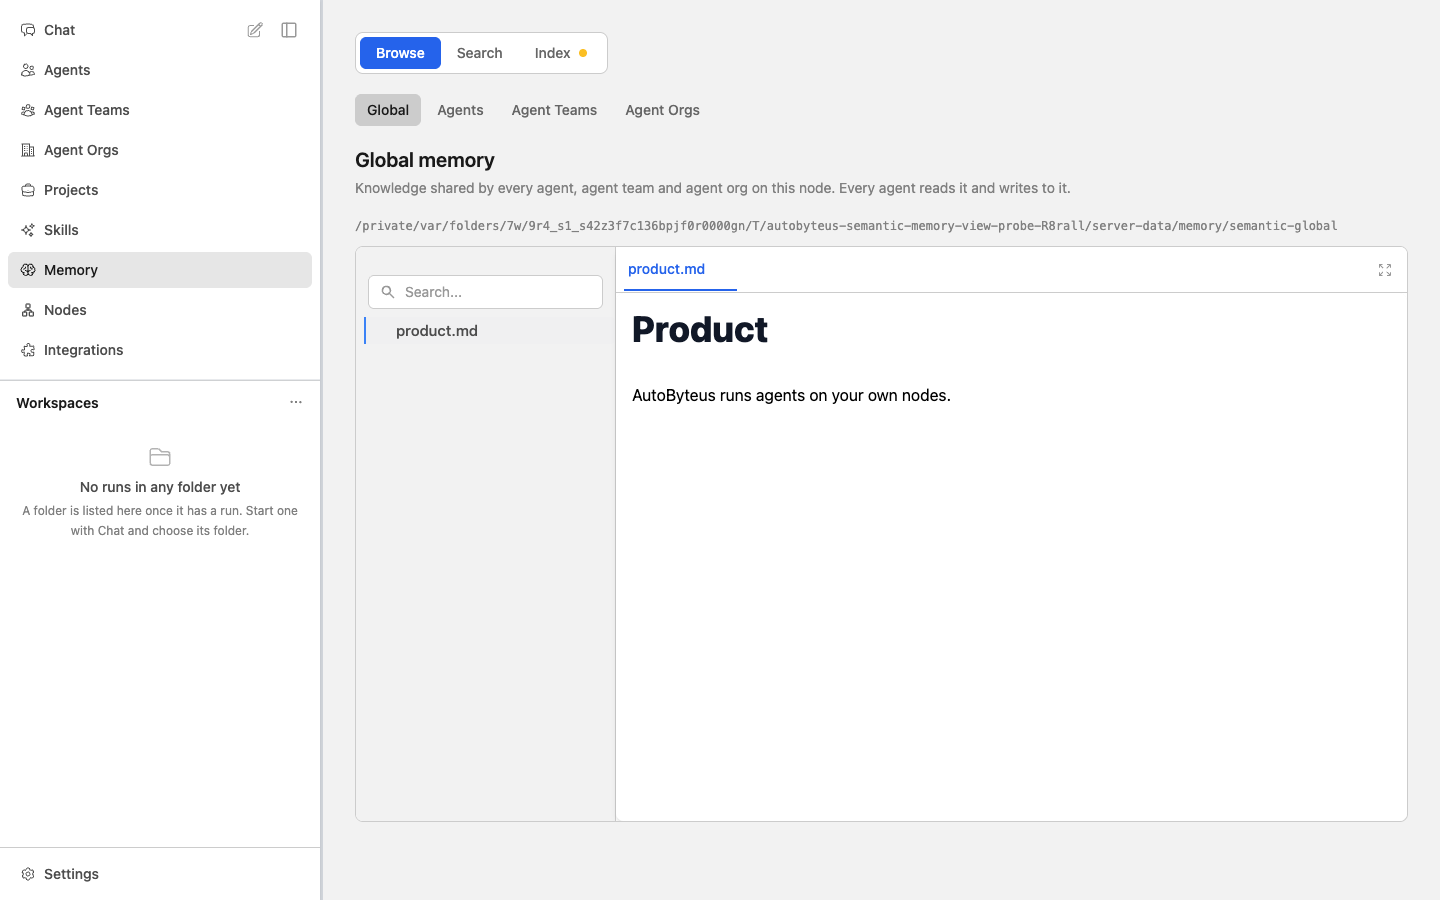 Chat
Agents
Agent Teams
Agent Orgs
Projects
Skills
Memory
Nodes
Integrations
Workspaces
No runs in any folder yet
A folder is listed here once it has a run. Start one
with Chat and choose its folder.
Settings
Browse
Search
Index
Global
Agents
Agent Teams
Agent Orgs
Global memory
Knowledge shared by every agent, agent team and agent org on this node. Every agent reads it and writes to it.
/private/var/folders/7w/9r4_s1_s42z3f7c136bpjf0r0000gn/T/autobyteus-semantic-memory-view-probe-R8rall/server-data/memory/semantic-global
Search...
product.md
product.md
Product
AutoByteus runs agents on your own nodes.